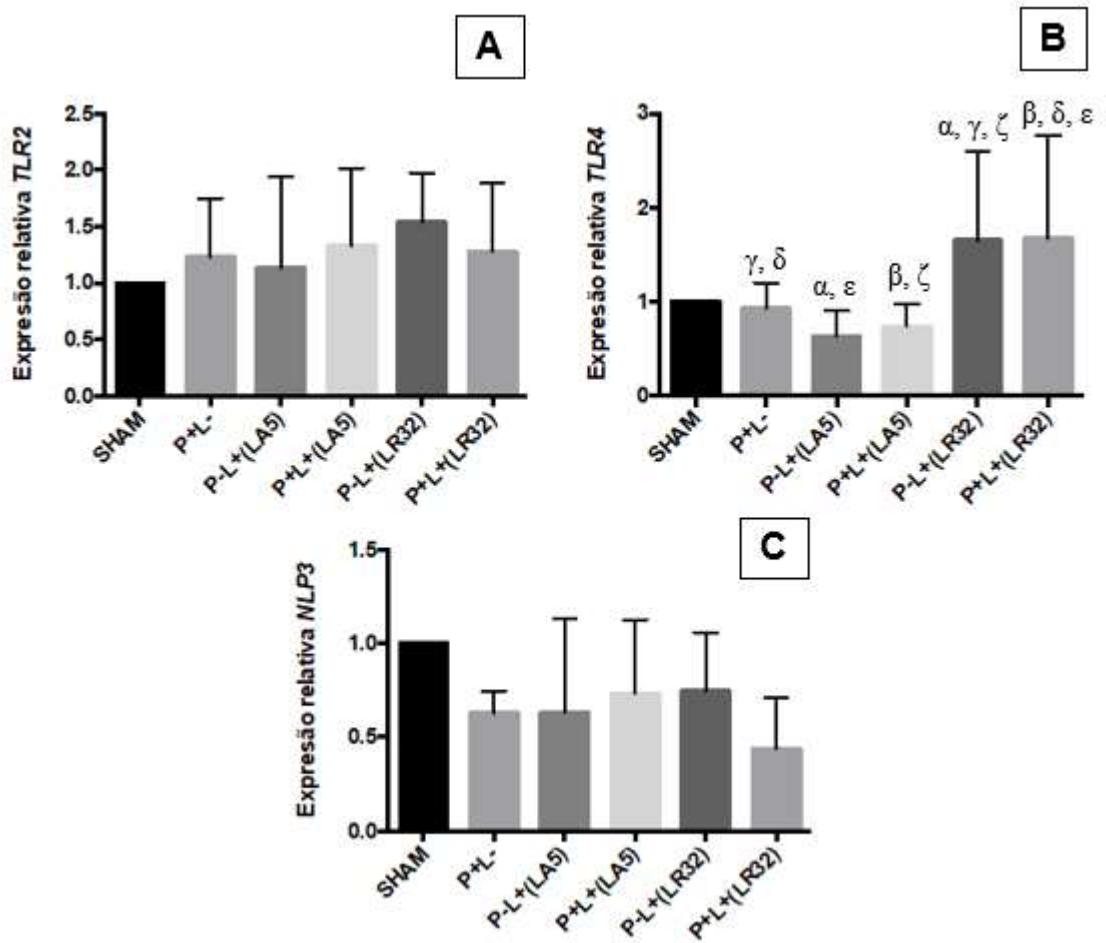 A
Expresão relativa TLR2
2.5
2.0
1.5
1.0
0.5
0.0
SHAM
P+L-
P-L+(LA5)
P+L+(LA5)
P-L+(LR32)
P+L+(LR32)
B
Expresão relativa TLR4
3
2
1
0
γ, δ
α, ε
β, ζ
α, γ, ζ
β, δ, ε
SHAM
P+L-
P-L+(LA5)
P+L+(LA5)
P-L+(LR32)
P+L+(LR32)
C
Expresão relativa NLP3
1.5
1.0
0.5
0.0
SHAM
P+L-
P-L+(LA5)
P+L+(LA5)
P-L+(LR32)
P+L+(LR32)